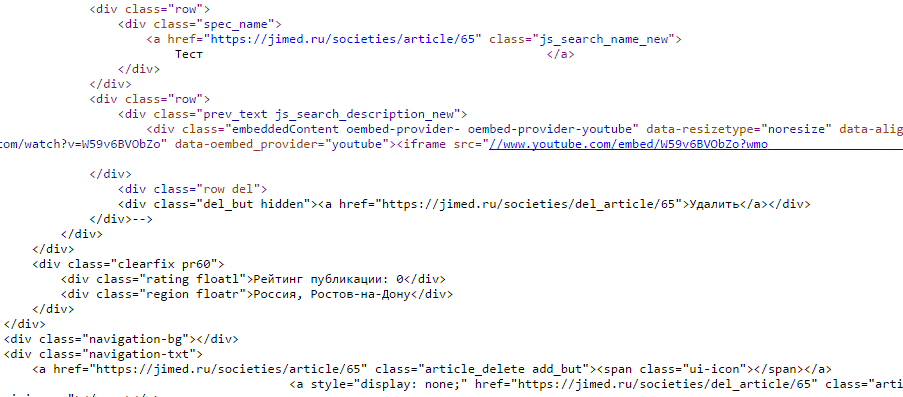 <div class="row">
<div class="spec_name">
<a href="https://jimed.ru/societies/article/65" class="js_search_name_new">
Тест </a>
</div>
</div>
<div class="row">
<div class="prev_text js_search_description_new">
<div class="embeddedContent oembed-provider- oembed-provider-youtube" data-resizetype="noresize" data-alig
com/watch?v=W59v6BVObZo" data-oembed_provider="youtube"><iframe src="//www.youtube.com/embed/W59v6BVObZo?wmo
</div>
<div class="row del">
<div class="del_but hidden"><a href="https://jimed.ru/societies/del_article/65">Удалить</a></div>
</div>-->
</div>
</div>
<div class="clearfix pr60">
<div class="rating floatl">Рейтинг публикации: 0</div>
<div class="region floatr">Россия, Ростов-на-Дону</div>
</div>
</div>
<div class="navigation-bg"></div>
<div class="navigation-txt">
<a href="https://jimed.ru/societies/article/65" class="article_delete add_but"><span class="ui-icon"></span></a>
<a style="display: none;" href="https://jimed.ru/societies/del_article/65" class="arti